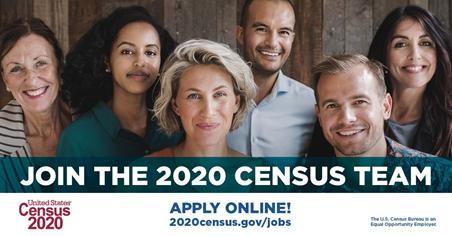 JOIN THE 2020 CENSUS TEAM
United States®
Census
2020
APPLY ONLINE!
2020census.gov/jobs
The U.S. Census Bureau is an
Equal Opportunity Employer.